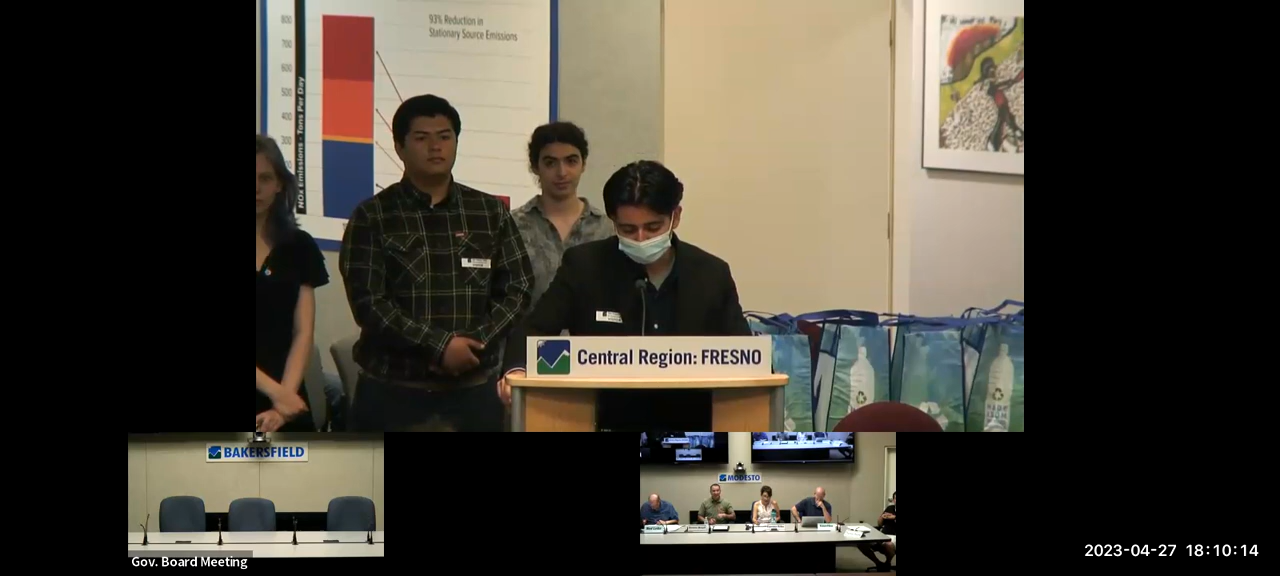 93% Reduction in
Stationary Source Emissions
800
700
600
500
400
300
NOx Emissions - Tons Per Day
Central Region: FRESNO
BAKERSFIELD
MODESTO
Gov. Board Meeting
2023-04-27 18:10:14